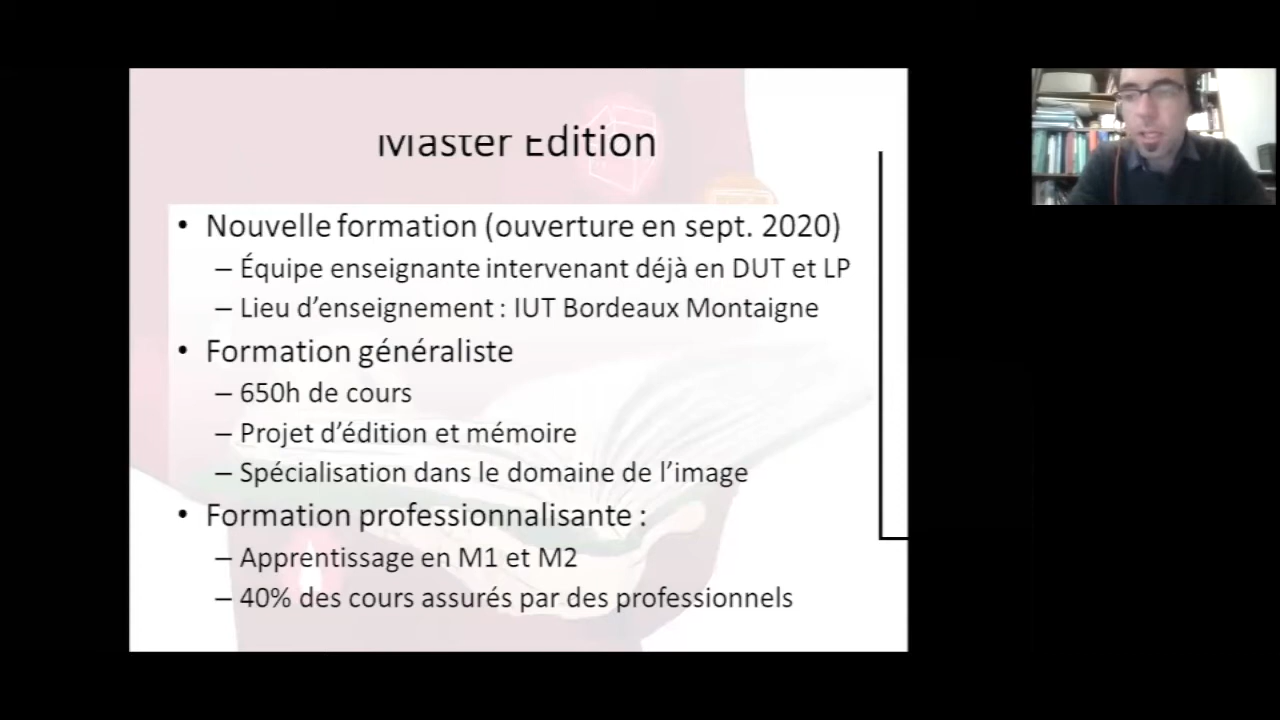 Master Edition
• Nouvelle formation (ouverture en sept. 2020)
– Équipe enseignante intervenant déjà en DUT et LP
– Lieu d’enseignement : IUT Bordeaux Montaigne
• Formation généraliste
– 650h de cours
– Projet d’édition et mémoire
– Spécialisation dans le domaine de l’image
• Formation professionnalisante :
– Apprentissage en M1 et M2
– 40% des cours assurés par des professionnels